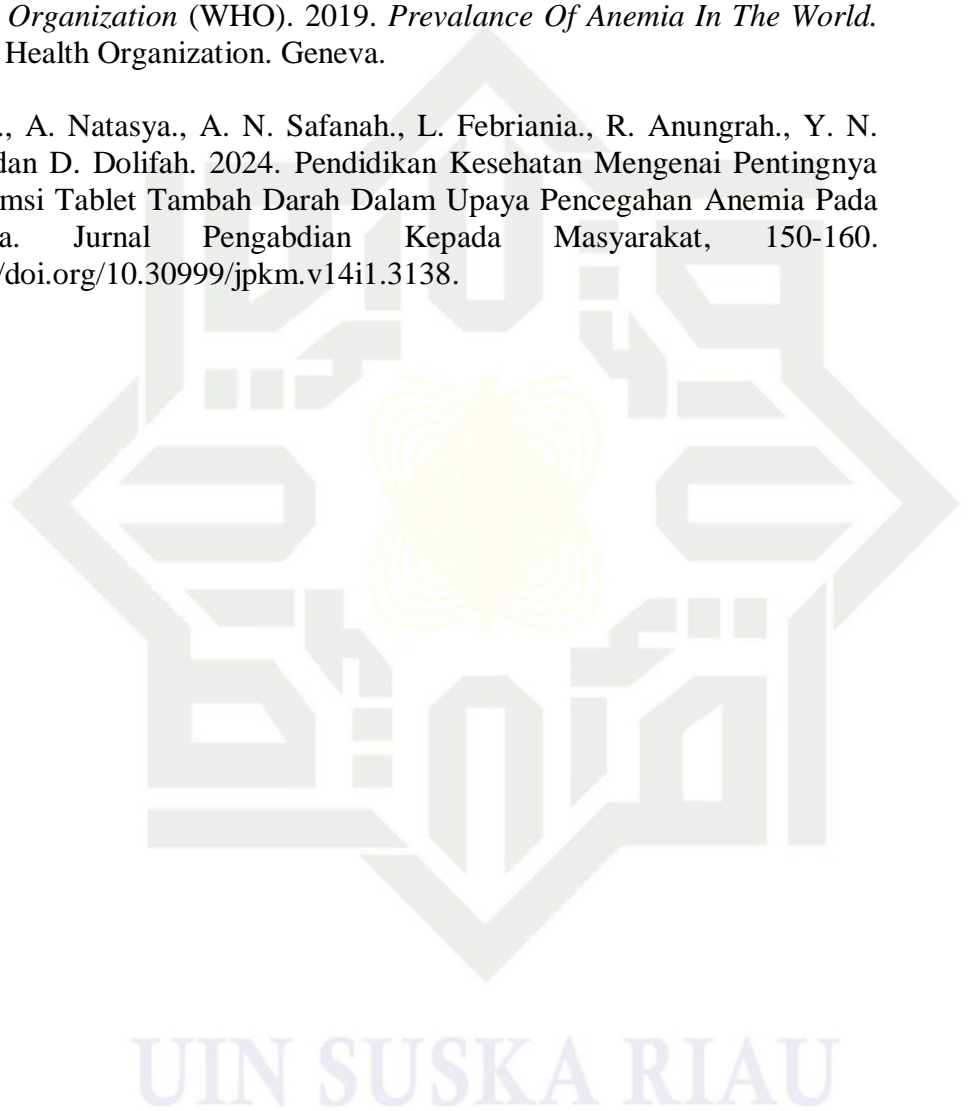 Organization (WHO). 2019. Prevalance Of Anemia In The World.
Health Organization. Geneva.
., A. Natasya., A. N. Safanah., L. Febriania., R. Anungrah., Y. N.
dan D. Dolifah. 2024. Pendidikan Kesehatan Mengenai Pentingnya
msi Tablet Tambah Darah Dalam Upaya Pencegahan Anemia Pada
a. Jurnal Pengabdian Kepada Masyarakat, 150-160.
/doi.org/10.30999/jpkm.v14i1.3138.
UIN SUSKA RIAU